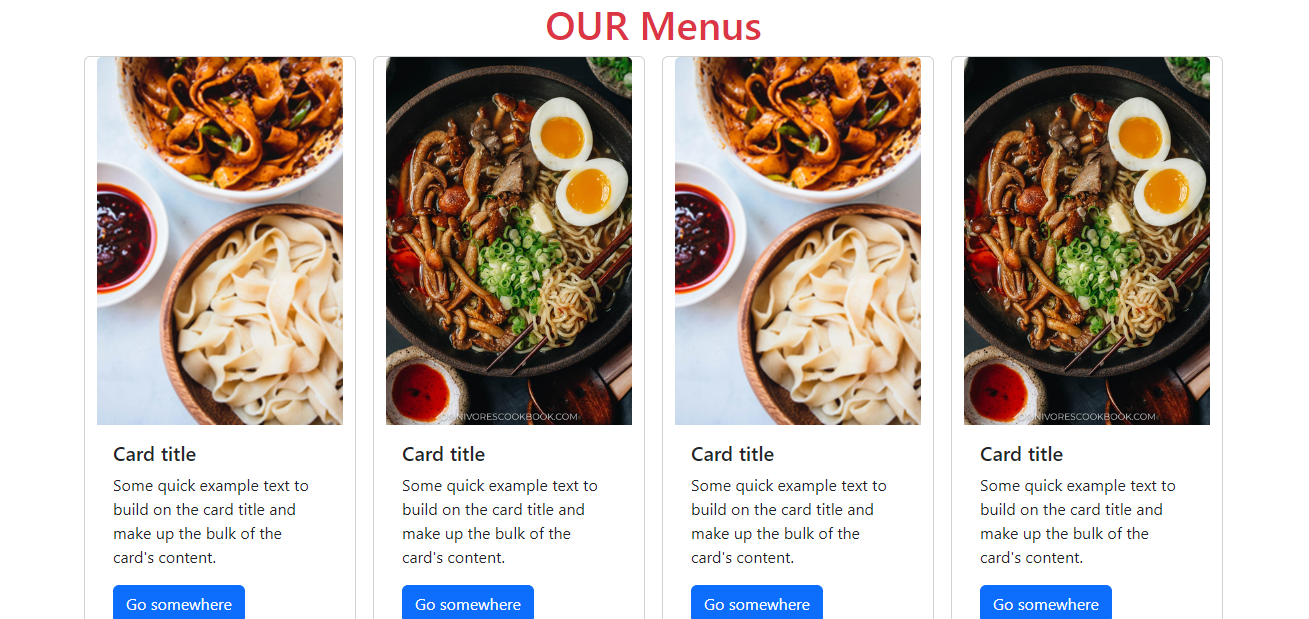 OUR Menus
NIVORESCOOKBOOK.COM
NIVORESCOOKBOOK.COM
Card title
Some quick example text to
build on the card title and
make up the bulk of the
card's content.
Go somewhere
Card title
Some quick example text to
build on the card title and
make up the bulk of the
card's content.
Go somewhere
Card title
Some quick example text to
build on the card title and
make up the bulk of the
card's content.
Go somewhere
Card title
Some quick example text to
build on the card title and
make up the bulk of the
card's content.
Go somewhere